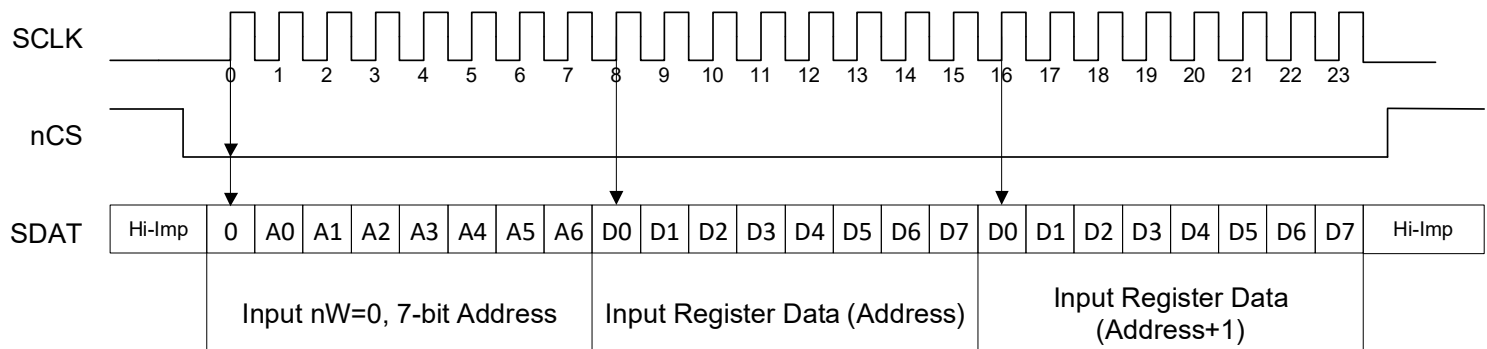 SCLK
0 1 2 3 4 5 6 7 8 9 10 11 12 13 14 15 16 17 18 19 20 21 22 23
nCS
SDAT Hi-Imp 0 A0 A1 A2 A3 A4 A5 A6 D0 D1 D2 D3 D4 D5 D6 D7 D0 D1 D2 D3 D4 D5 D6 D7 Hi-Imp
Input nW=0, 7-bit Address
Input Register Data (Address)
Input Register Data
(Address+1)